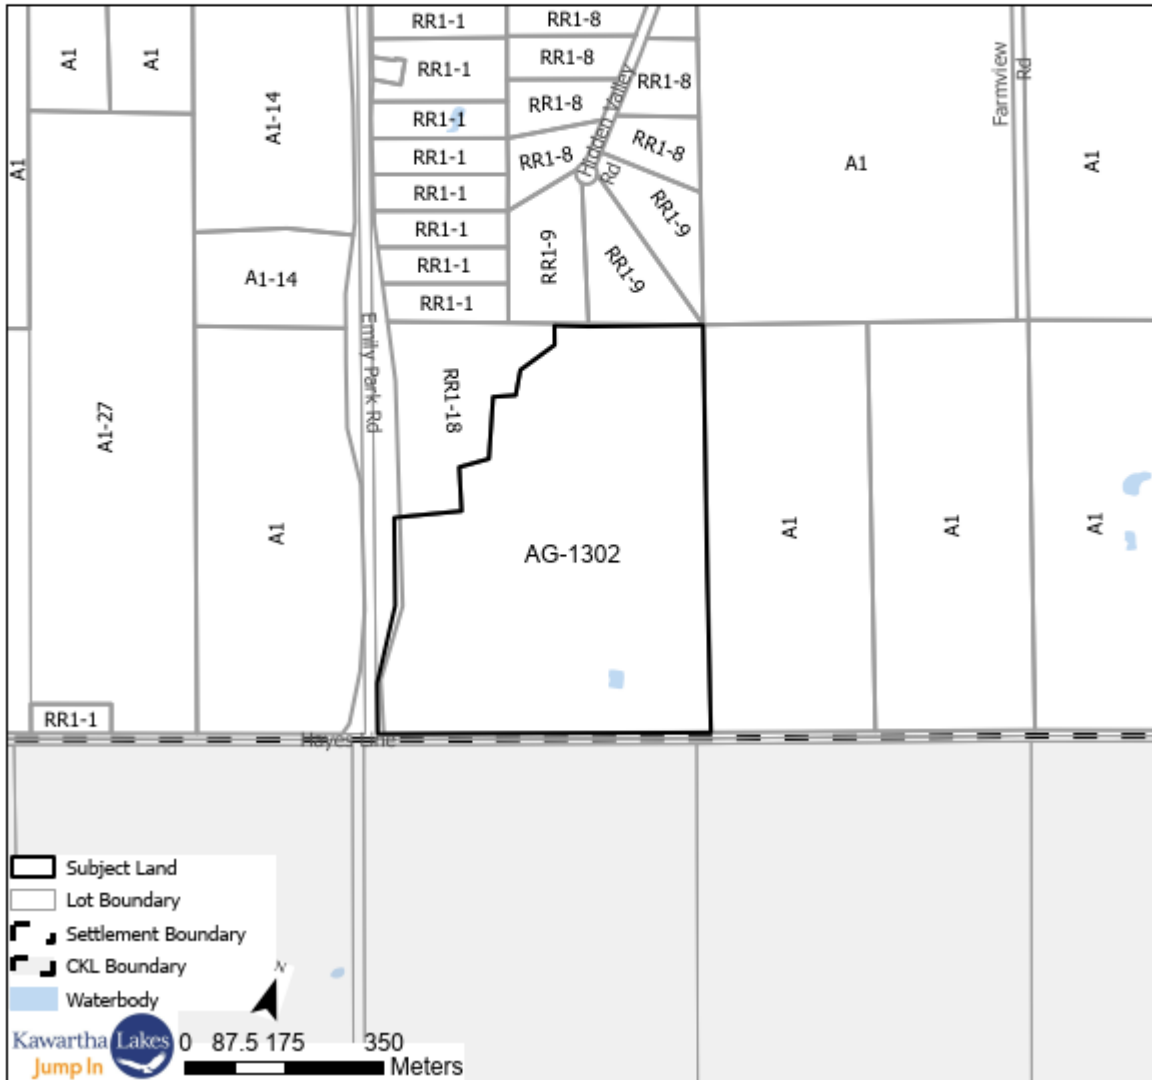 RR1-1
RR1-8
A1
A1
RR1-1
RR1-8
Farmview
Rd
RR1-8
A1-14
RR1-1
RR1-8
Hidden Valley
Rd
RR1-8
RR1-8
RR1-1
A1
A1
A1
RR1-1
RR1-9
RR1-1
RR1-9
RR1-9
RR1-1
A1-14
RR1-1
Emily Park Rd
RR1-18
A1-27
A1
A1
A1
A1
AG-1302
RR1-1
Hayes Line
Subject Land
Lot Boundary
Settlement Boundary
CKL Boundary
Waterbody
N
Kawartha Lakes
Jump In
0 87.5 175 350
Meters